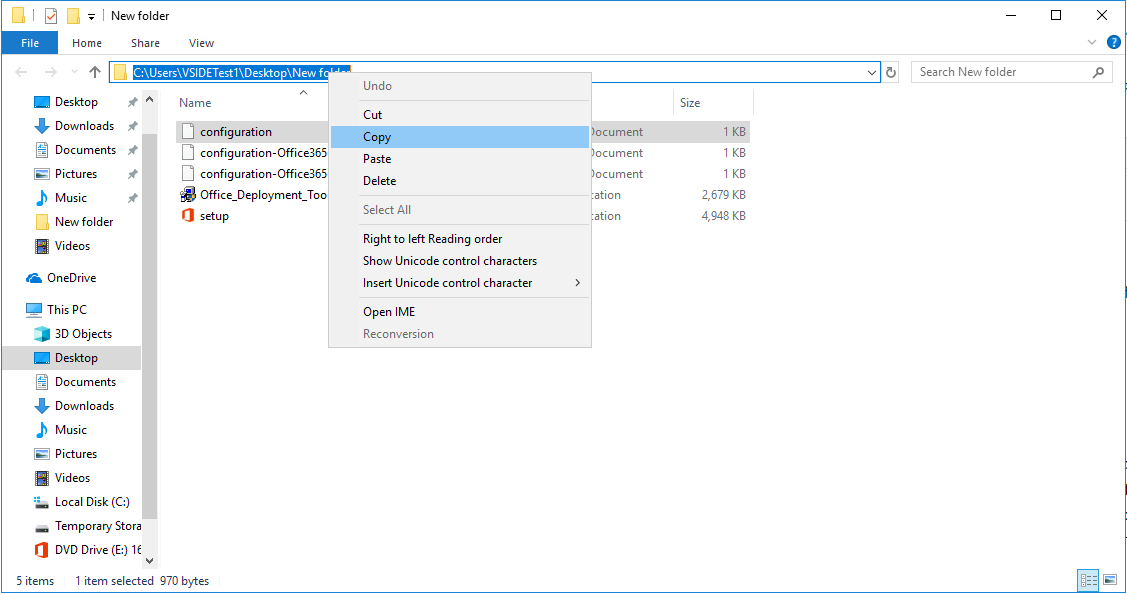 New folder
File Home Share View
C:\Users\VSIDETest1\Desktop\New folder
Search New folder
Desktop
Downloads
Documents
Pictures
Music
New folder
Videos
OneDrive
This PC
3D Objects
Desktop
Documents
Downloads
Music
Pictures
Videos
Local Disk (C:)
Temporary Stora
DVD Drive (E:) 16
Name Size
configuration Document 1 KB
configuration-Office365 Document 1 KB
configuration-Office365 Document 1 KB
Office_Deployment_Too cation 2,679 KB
setup cation 4,948 KB
Undo
Cut
Copy
Paste
Delete
Select All
Right to left Reading order
Show Unicode control characters
Insert Unicode control character
Open IME
Reconversion
5 items 1 item selected 970 bytes